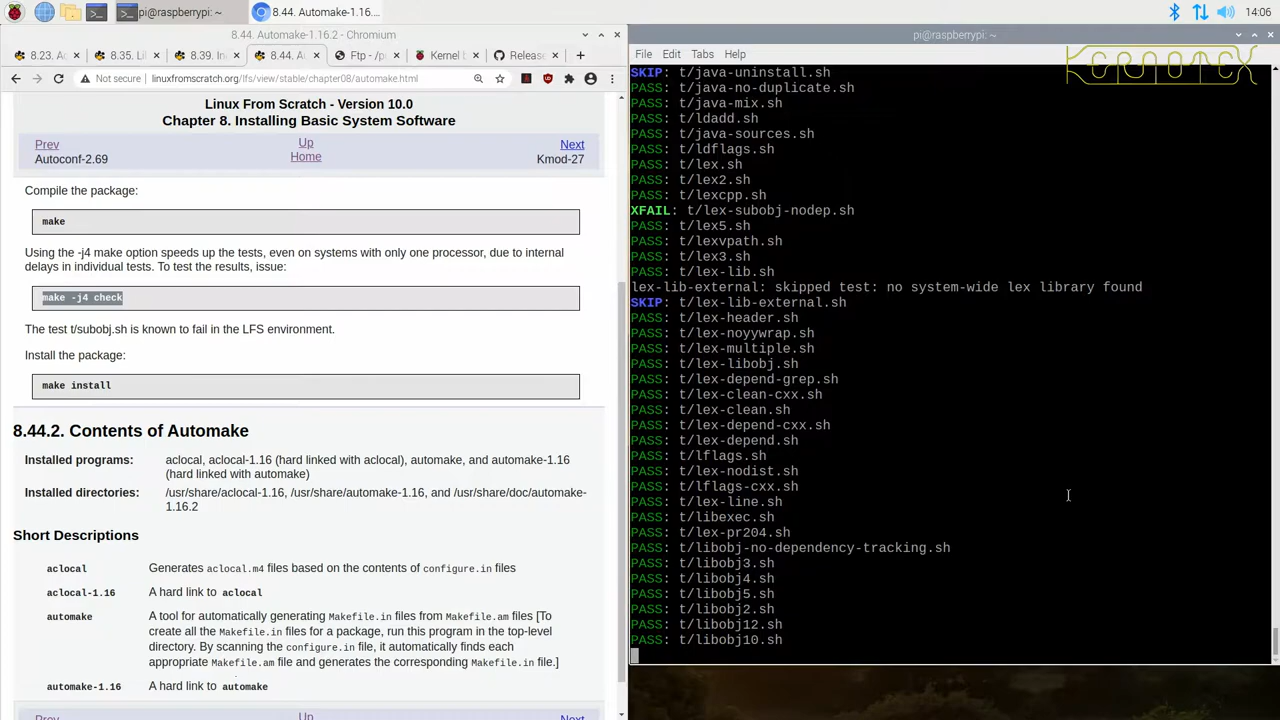 pi@raspberrypi: ~
8.44. Automake-1.16.2...
14:06
8.44. Automake-1.16.2 - Chromium
8.23. Ac
8.35. Lil
8.39. In
8.44. Au
Ftp - /p
Kernel b
Release
Not secure | linuxfromscratch.org/lfs/view/stable/chapter08/automake.html
Linux From Scratch - Version 10.0
Chapter 8. Installing Basic System Software
Prev
Up
Next
Autoconf-2.69
Home
Kmod-27
Compile the package:
make
Using the -j4 make option speeds up the tests, even on systems with only one processor, due to internal
delays in individual tests. To test the results, issue:
make -j4 check
The test t/subobj.sh is known to fail in the LFS environment.
Install the package:
make install
8.44.2. Contents of Automake
Installed programs: aclocal, aclocal-1.16 (hard linked with aclocal), automake, and automake-1.16
(hard linked with automake)
Installed directories: /usr/share/aclocal-1.16, /usr/share/automake-1.16, and /usr/share/doc/automake-
1.16.2
Short Descriptions
aclocal Generates aclocal.m4 files based on the contents of configure.in files
aclocal-1.16 A hard link to aclocal
automake A tool for automatically generating Makefile.in files from Makefile.am files [To
create all the Makefile.in files for a package, run this program in the top-level
directory. By scanning the configure.in file, it automatically finds each
appropriate Makefile.am file and generates the corresponding Makefile.in file.]
automake-1.16 A hard link to automake
Prev
Up
Next
pi@raspberrypi: ~
File Edit Tabs Help
SKIP: t/java-uninstall.sh
PASS: t/java-no-duplicate.sh
PASS: t/java-mix.sh
PASS: t/ldadd.sh
PASS: t/java-sources.sh
PASS: t/ldflags.sh
PASS: t/lex.sh
PASS: t/lex2.sh
PASS: t/lexcpp.sh
XFAIL: t/lex-subobj-nodep.sh
PASS: t/lex5.sh
PASS: t/lexvpath.sh
PASS: t/lex3.sh
PASS: t/lex-lib.sh
lex-lib-external: skipped test: no system-wide lex library found
SKIP: t/lex-lib-external.sh
PASS: t/lex-header.sh
PASS: t/lex-noyywrap.sh
PASS: t/lex-multiple.sh
PASS: t/lex-libobj.sh
PASS: t/lex-depend-grep.sh
PASS: t/lex-clean-cxx.sh
PASS: t/lex-clean.sh
PASS: t/lex-depend-cxx.sh
PASS: t/lex-depend.sh
PASS: t/lflags.sh
PASS: t/lex-nodist.sh
PASS: t/lflags-cxx.sh
PASS: t/lex-line.sh
PASS: t/libexec.sh
PASS: t/lex-pr204.sh
PASS: t/libobj-no-dependency-tracking.sh
PASS: t/libobj3.sh
PASS: t/libobj4.sh
PASS: t/libobj5.sh
PASS: t/libobj2.sh
PASS: t/libobj12.sh
PASS: t/libobj10.sh